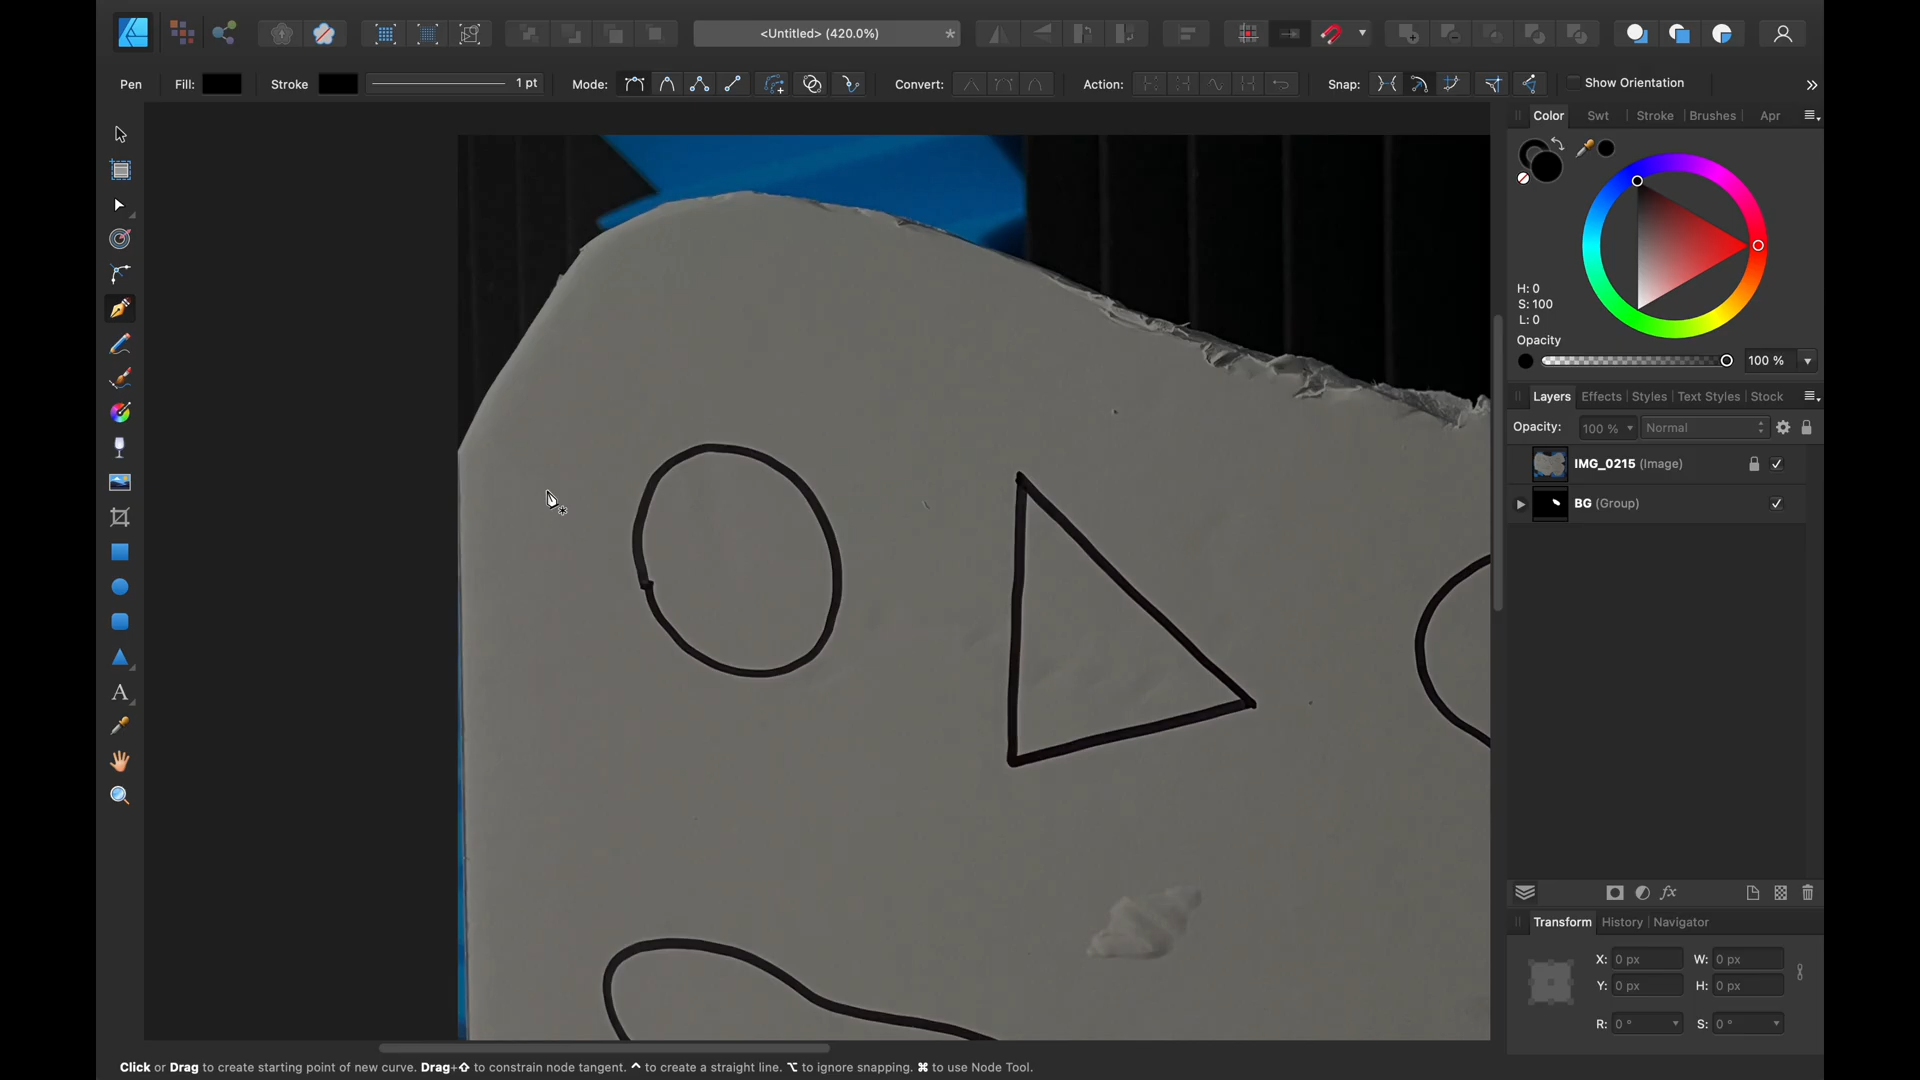 <Untitled> (420.0%)
*
Pen
Fill:
Stroke
1 pt
Mode:
Convert:
Action:
Snap:
Show Orientation
Color
Swt
Stroke
Brushes
Apr
H: 0
S: 100
L: 0
Opacity
100 %
Layers
Effects
Styles
Text Styles
Stock
Opacity:
100 %
Normal
IMG_0215 (Image)
BG (Group)
fx
Transform
History
Navigator
X: 0 px
W: 0 px
Y: 0 px
H: 0 px
R: 0 °
S: 0 °
A
Click or Drag to create starting point of new curve. Drag+⇧ to constrain node tangent. ^ to create a straight line. ⌥ to ignore snapping. ⌘ to use Node Tool.